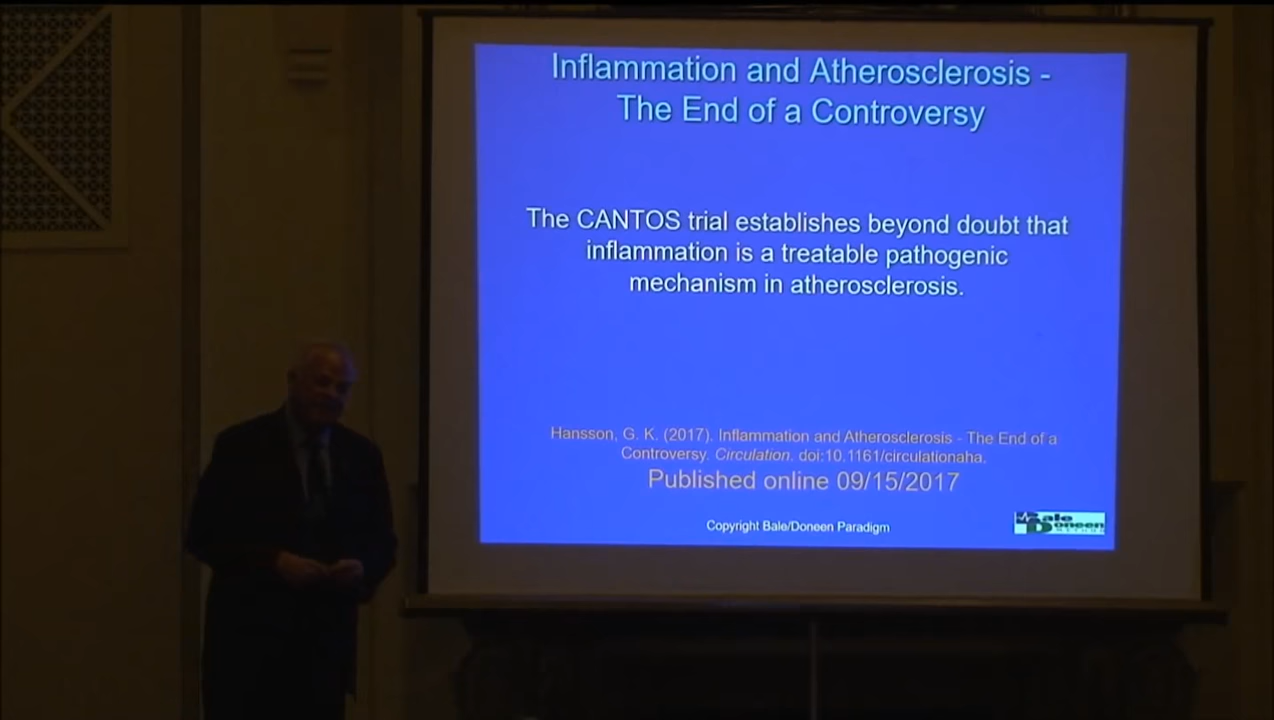 Inflammation and Atherosclerosis -
The End of a Controversy
The CANTOS trial establishes beyond doubt that
inflammation is a treatable pathogenic
mechanism in atherosclerosis.
Hansson, G. K. (2017). Inflammation and Atherosclerosis - The End of a
Controversy. Circulation. doi:10.1161/circulationaha.
Published online 09/15/2017
Copyright Bale/Doneen Paradigm
Bale
Doneen